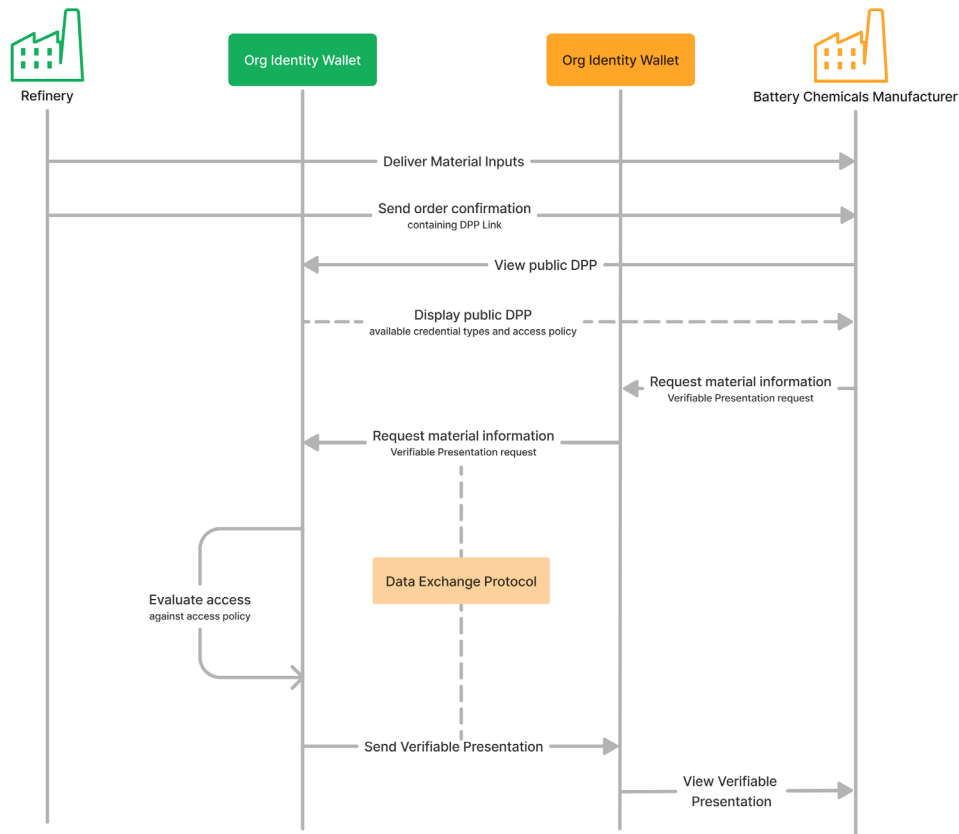 Org Identity Wallet
Org Identity Wallet
Refinery
Battery Chemicals Manufacturer
Deliver Material Inputs
Send order confirmation
containing DPP Link
View public DPP
Display public DPP
available credential types and access policy
Request material information
Verifiable Presentation request
Request material information
Verifiable Presentation request
Data Exchange Protocol
Evaluate access
against access policy
Send Verifiable Presentation
View Verifiable
Presentation